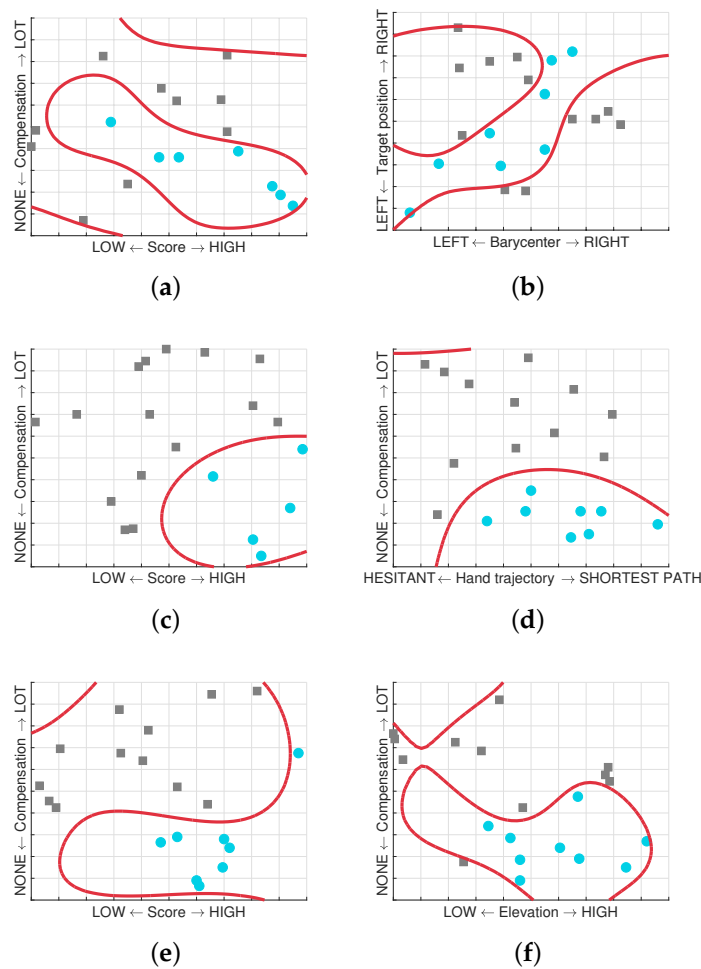 NONE ← Compensation → LOT
LOW ← Score → HIGH
(a)
LEFT ← Target position → RIGHT
LEFT ← Barycenter → RIGHT
(b)
NONE ← Compensation → LOT
LOW ← Score → HIGH
(c)
NONE ← Compensation → LOT
HESITANT ← Hand trajectory → SHORTEST PATH
(d)
NONE ← Compensation → LOT
LOW ← Score → HIGH
(e)
NONE ← Compensation → LOT
LOW ← Elevation → HIGH
(f)